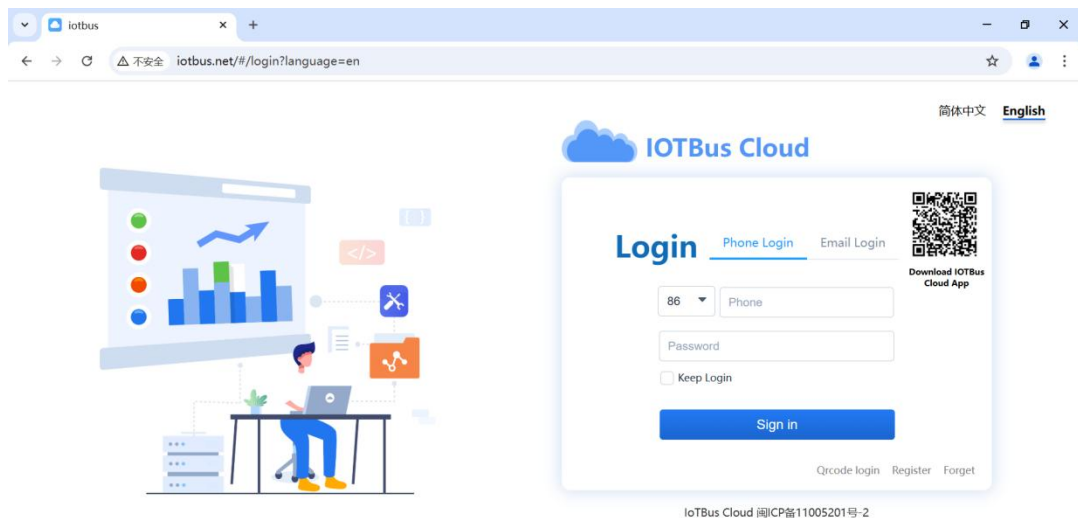 iotbus
不安全 iotbus.net/#/login?language=en
简体中文 English
IOTBus Cloud
Login Phone Login Email Login
Download IOTBus
Cloud App
86 Phone
Password
Keep Login
Sign in
Qrcode login Register Forget
IoTBus Cloud 闽ICP备11005201号-2
{...}
</>